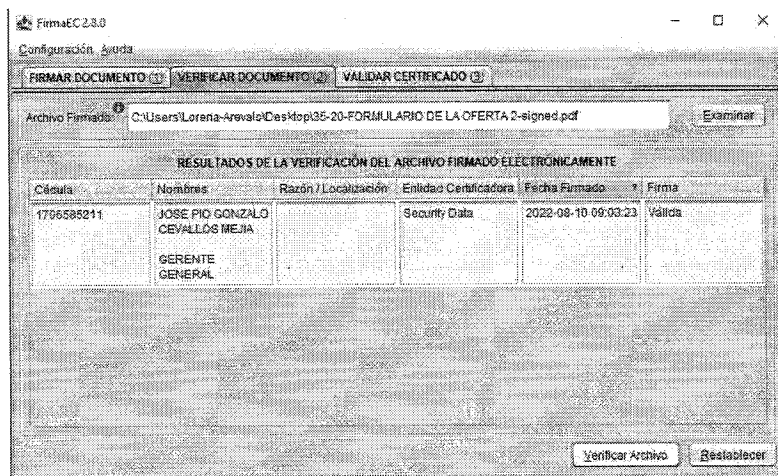 FirmaEC 2.8.0
Configuración Ayuda
FIRMAR DOCUMENTO (1) VERIFICAR DOCUMENTO (2) VALIDAR CERTIFICADO (3)
Archivo Firmado C:\Users\Lorena-Arevalo\Desktop\35-20-FORMULARIO DE LA OFERTA 2-signed.pdf Examinar
RESULTADOS DE LA VERIFICACIÓN DEL ARCHIVO FIRMADO ELECTRÓNICAMENTE
Cédula Nombres Razón / Localización Entidad Certificadora Fecha Firmado Firma
1706585211 JOSE PIO GONZALO Security Data 2022-08-10 09:03:23 Válida
CEVALLOS MEJIA
GERENTE
GENERAL
Verificar Archivo Restablecer